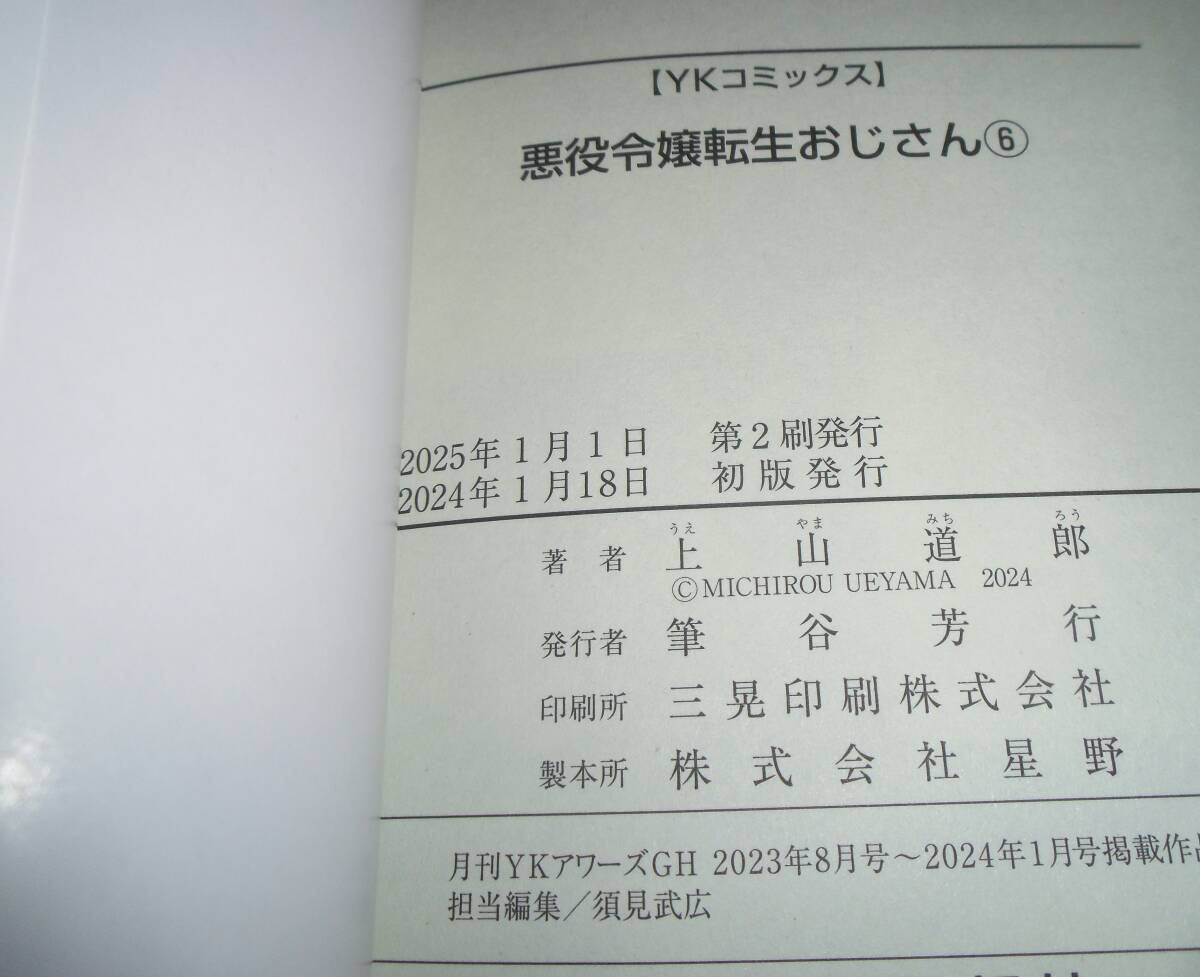 【YKコミックス】
悪役令嬢転生おじさん⑥
2025年1月1日 第2刷発行
2024年1月18日 初版発行
著者 上山道郎
うえ やま みち ろう
©MICHIROU UEYAMA 2024
発行者 筆谷芳行
印刷所 三晃印刷株式会社
製本所 株式会社星野
月刊YKアワーズGH 2023年8月号～2024年1月号掲載作品
担当編集／須見武広